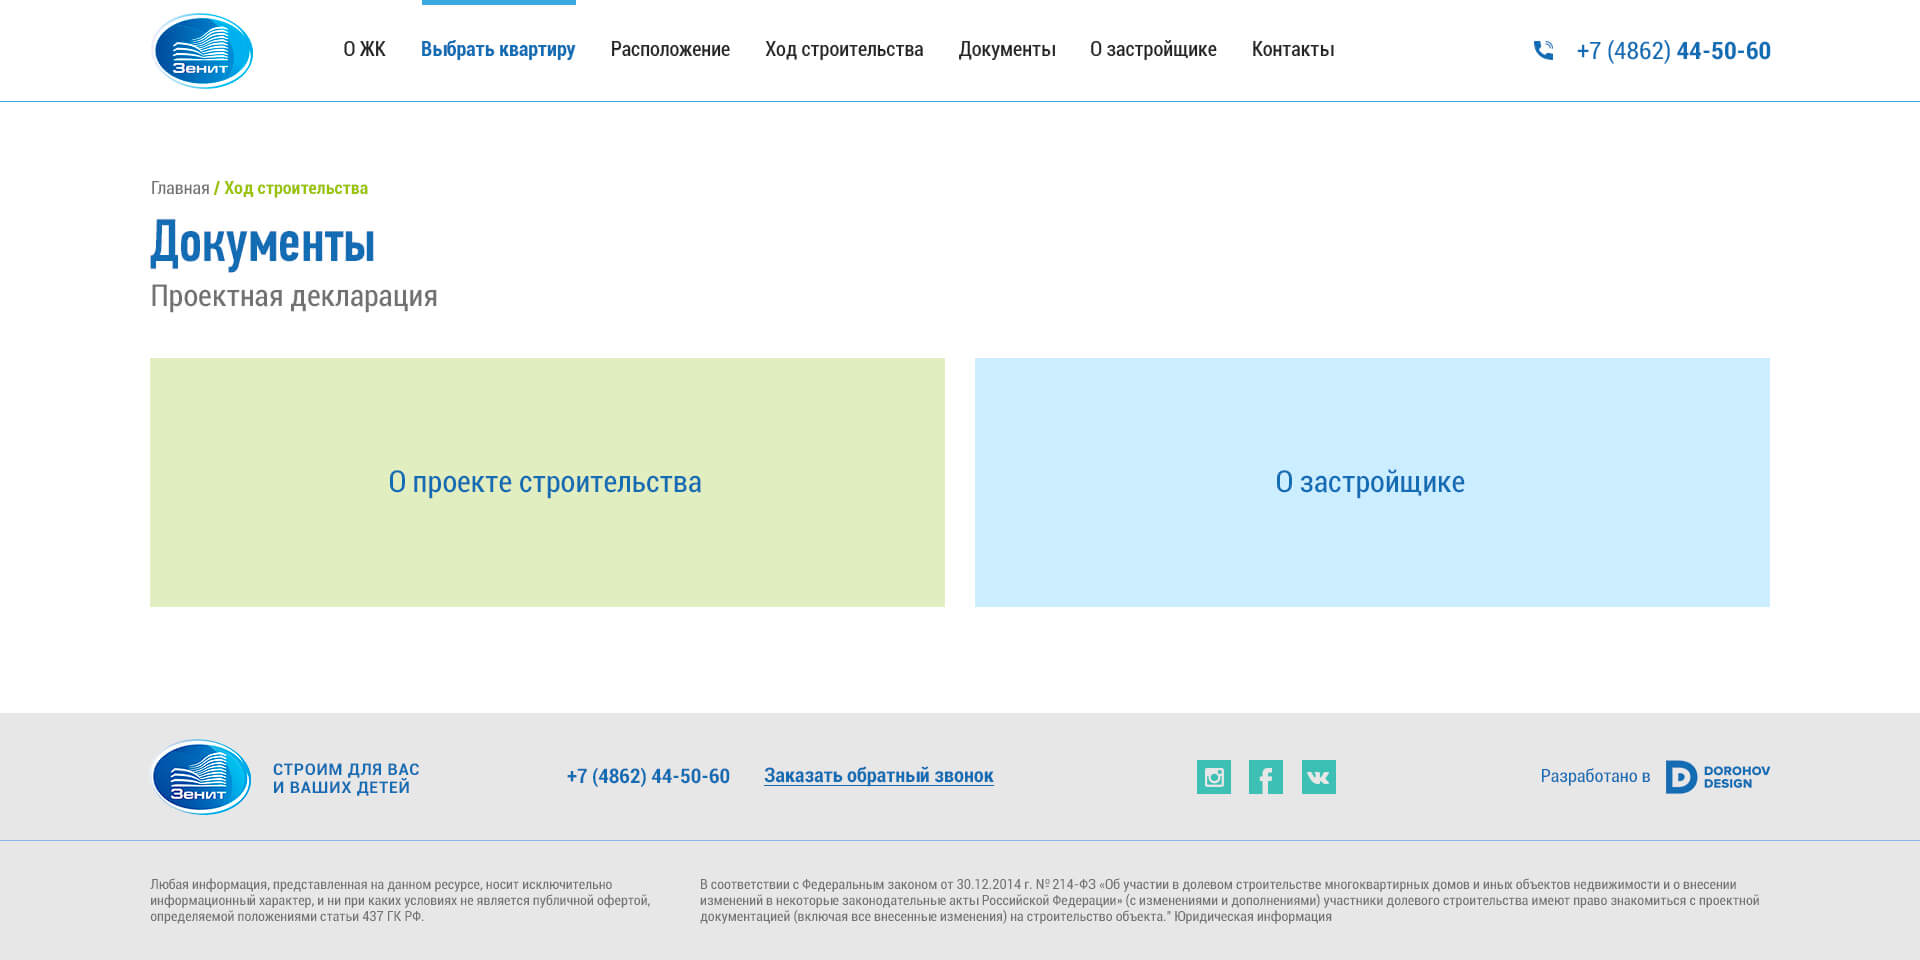 Зенит
О ЖК Выбрать квартиру Расположение Ход строительства Документы О застройщике Контакты
+7 (4862) 44-50-60
Главная / Ход строительства
Документы
Проектная декларация
О проекте строительства
О застройщике
Зенит
СТРОИМ ДЛЯ ВАС
И ВАШИХ ДЕТЕЙ
+7 (4862) 44-50-60
Заказать обратный звонок
Разработано в
DOROHOV
DESIGN
Любая информация, представленная на данном ресурсе, носит исключительно
информационный характер, и ни при каких условиях не является публичной офертой,
определяемой положениями статьи 437 ГК РФ.
В соответствии с Федеральным законом от 30.12.2014 г. № 214-ФЗ «Об участии в долевом строительстве многоквартирных домов и иных объектов недвижимости и о внесении
изменений в некоторые законодательные акты Российской Федерации» (с изменениями и дополнениями) участники долевого строительства имеют право знакомиться с проектной
документацией (включая все внесенные изменения) на строительство объекта.” Юридическая информация